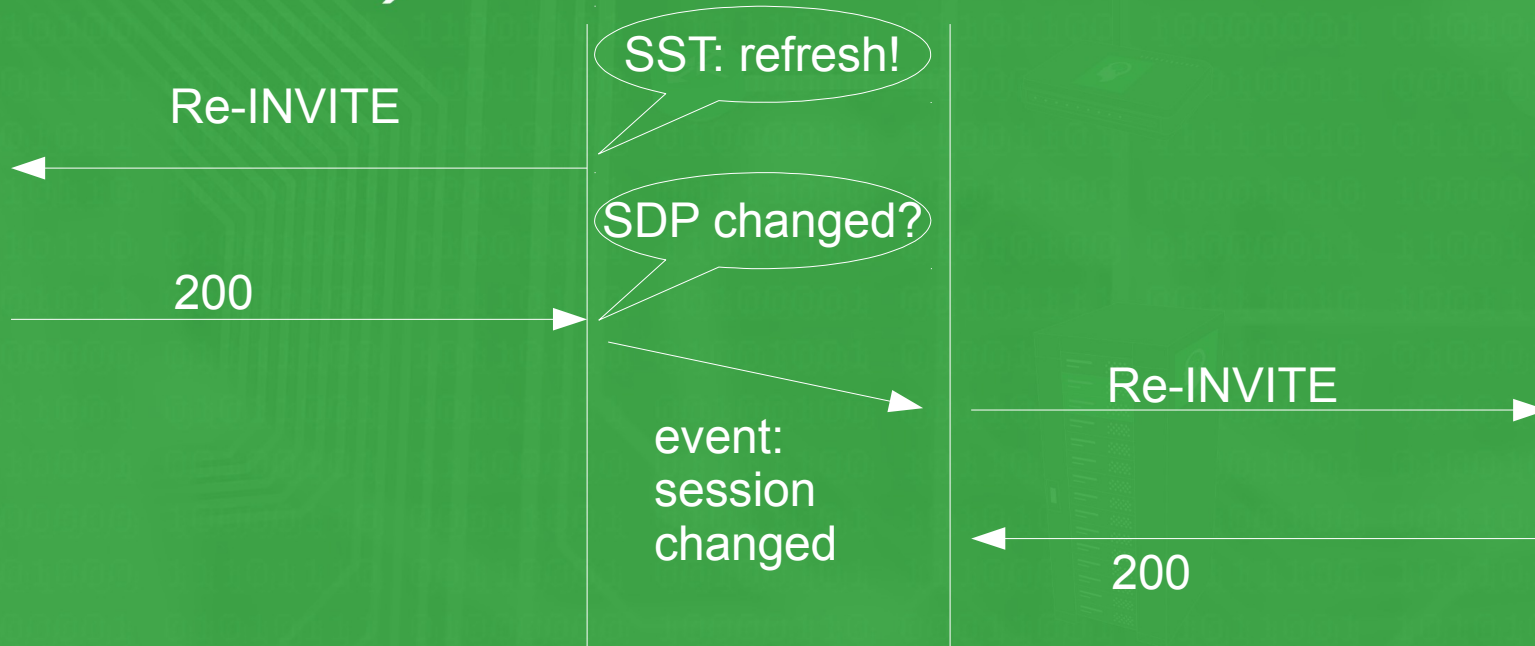 SST: refresh!
Re-INVITE
SDP changed?
200
Re-INVITE
event:
session
changed
200